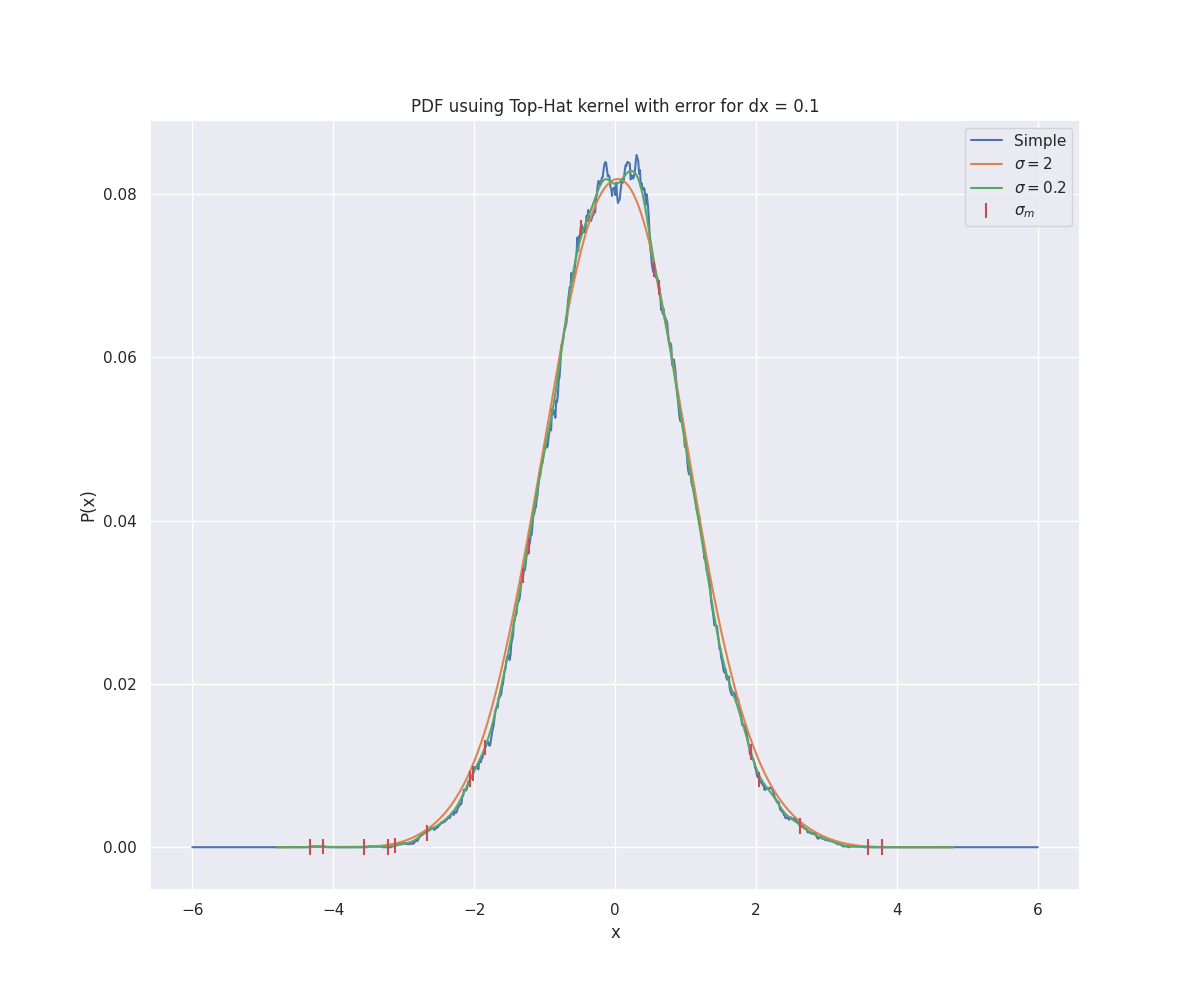 PDF usuing Top-Hat kernel with error for dx = 0.1
Simple
σ = 2
σ = 0.2
σₘ
P(x)
0.08
0.06
0.04
0.02
0.00
−6 −4 −2 0 2 4 6
x